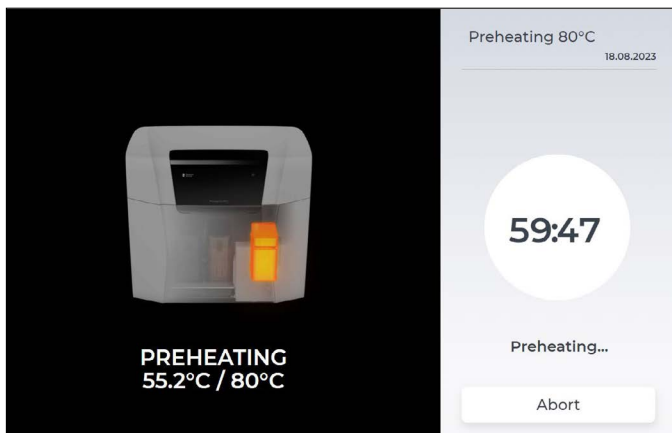 PREHEATING
55.2°C / 80°C
Preheating 80°C
18.08.2023
59:47
Preheating...
Abort